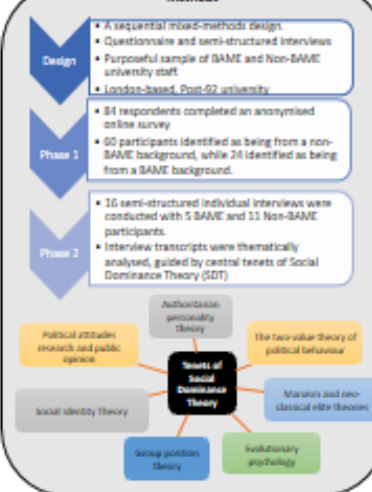 Design
• A sequential mixed-methods design.
• Questionnaire and semi-structured interviews
• Purposeful sample of BAME and Non-BAME
university staff
• London-based, Post-92 university
Phase 1
• 84 respondents completed an anonymised
online survey
• 60 participants identified as being from a non-
BAME background, while 24 identified as being
from a BAME background.
Phase 2
• 16 semi-structured individual interviews were
conducted with 5 BAME and 11 Non-BAME
participants.
• Interview transcripts were thematically
analysed, guided by central tenets of Social
Dominance Theory (SDT)
Authoritarian
personality
theory
Political attitudes
research and public
opinion
The two-value theory of
political behaviour
Tenets of
Social
Dominance
Theory
Social Identity Theory
Marxism and neo-
classical elite theories
Group position
theory
Evolutionary
psychology